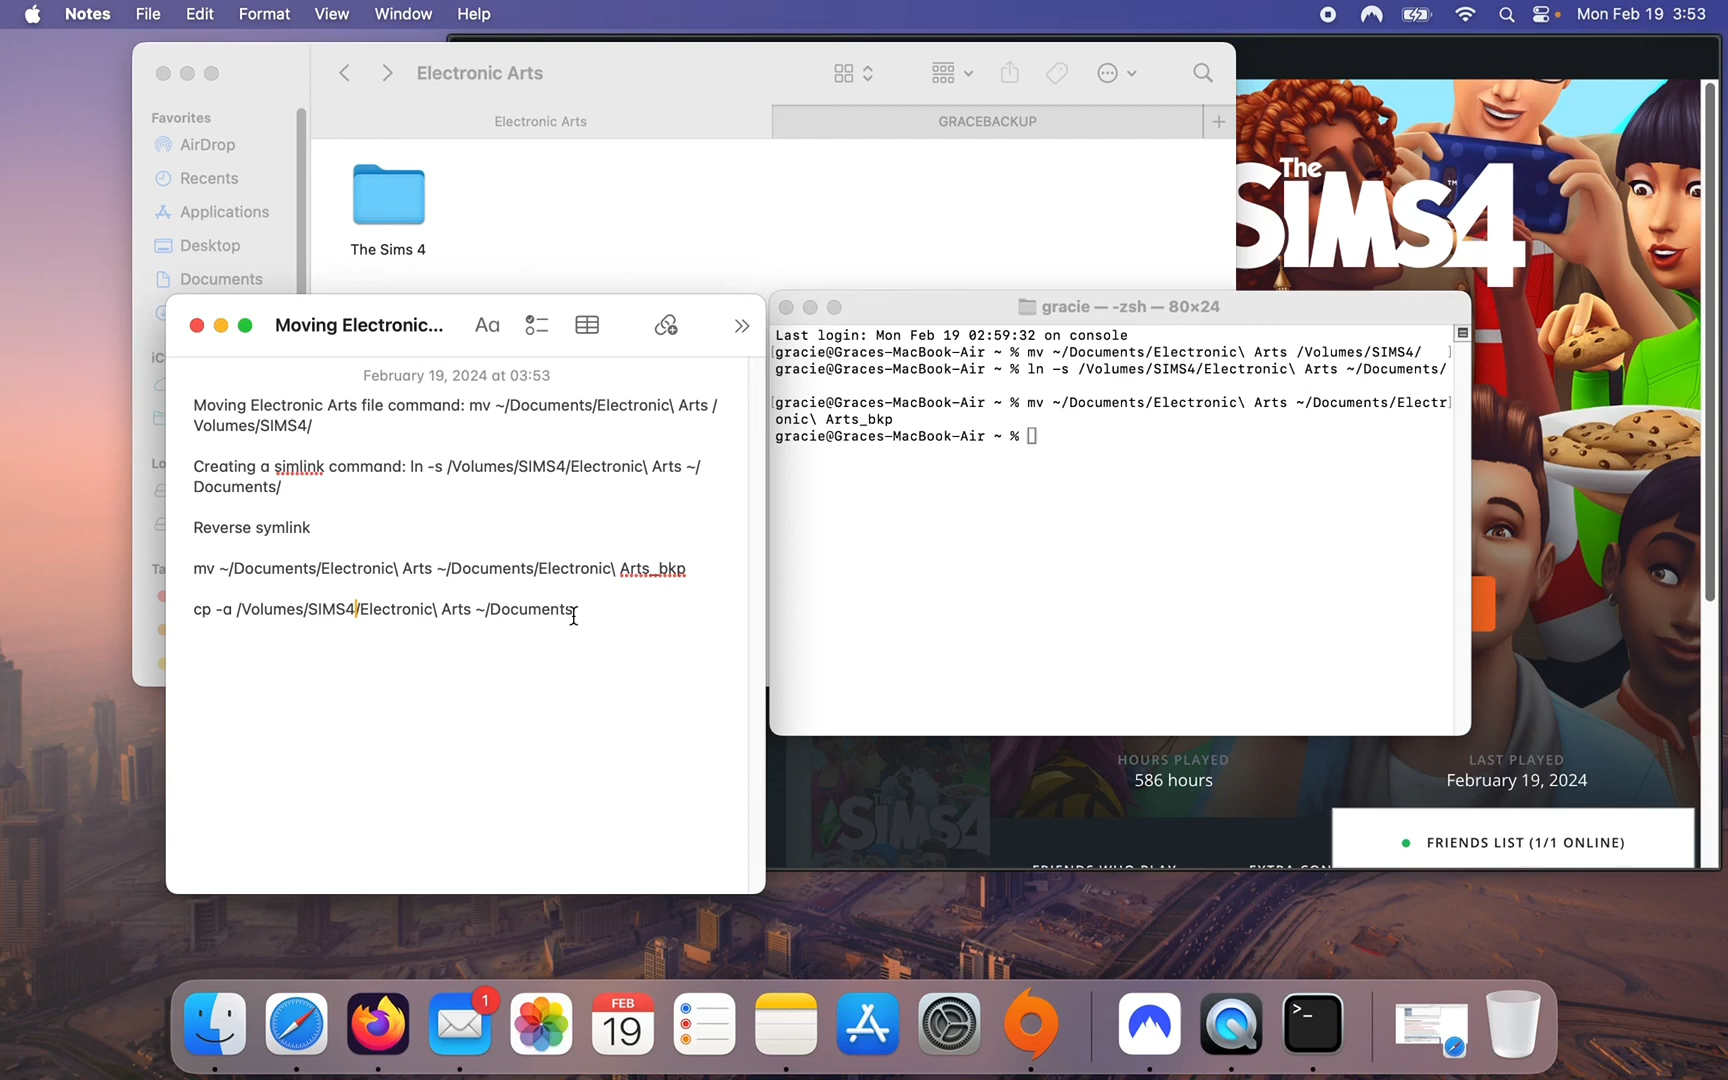 Notes File Edit Format View Window Help
Mon Feb 19 3:53
Electronic Arts
Electronic Arts
GRACEBACKUP
Favorites
AirDrop
Recents
Applications
Desktop
Documents
The Sims 4
iC
Lo
Ta
Moving Electronic...
Aa
February 19, 2024 at 03:53
Moving Electronic Arts file command: mv ~/Documents/Electronic\ Arts /
Volumes/SIMS4/
Creating a simlink command: ln -s /Volumes/SIMS4/Electronic\ Arts ~/
Documents/
Reverse symlink
mv ~/Documents/Electronic\ Arts ~/Documents/Electronic\ Arts_bkp
cp -a /Volumes/SIMS4/Electronic\ Arts ~/Documents
gracie — -zsh — 80×24
Last login: Mon Feb 19 02:59:32 on console
gracie@Graces-MacBook-Air ~ % mv ~/Documents/Electronic\ Arts /Volumes/SIMS4/
gracie@Graces-MacBook-Air ~ % ln -s /Volumes/SIMS4/Electronic\ Arts ~/Documents/
gracie@Graces-MacBook-Air ~ % mv ~/Documents/Electronic\ Arts ~/Documents/Electr
onic\ Arts_bkp
gracie@Graces-MacBook-Air ~ %
The
SIMS4
HOURS PLAYED
586 hours
LAST PLAYED
February 19, 2024
FRIENDS LIST (1/1 ONLINE)
SIMS4
1
FEB
19